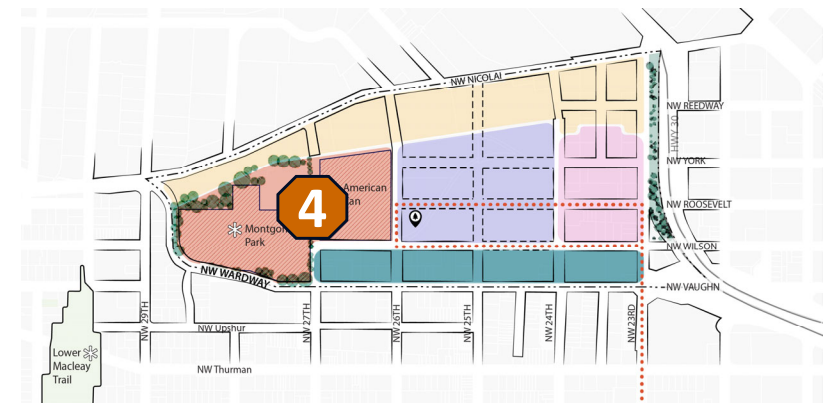 NW NICOLAI
NW REEDWAY
HWY 30
NW YORK
NW ROOSEVELT
NW WILSON
NW VAUGHN
American
4
Park
NW WARDWAY
NW 29TH
NW 27TH
NW 26TH
NW 25TH
NW 24TH
NW 23RD
NW Upshur
NW Thurman
Lower
Macleay
Trail